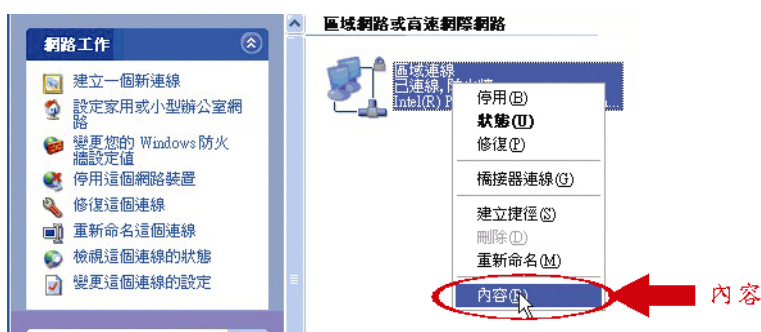 網路工作
建立一個新連線
設定家用或小型辦公室網
路
變更您的 Windows 防火
牆設定值
停用這個網路裝置
修復這個連線
重新命名這個連線
檢視這個連線的狀態
變更這個連線的設定
區域網路或高速網際網路
區域連線
已連線,
Intel(R)
停用(B)
狀態(U)
修復(P)
橋接器連線(G)
建立捷徑(S)
刪除(D)
重新命名(M)
內容
內容